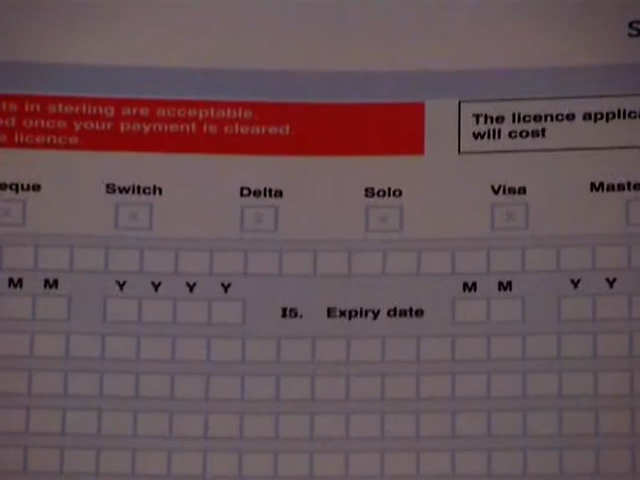 S
ts in sterling are acceptable.
ed once your payment is cleared.
e licence.
The licence applica
will cost
eque Switch Delta Solo Visa Maste
x x x x x
M M Y Y Y Y M M Y Y
15. Expiry date